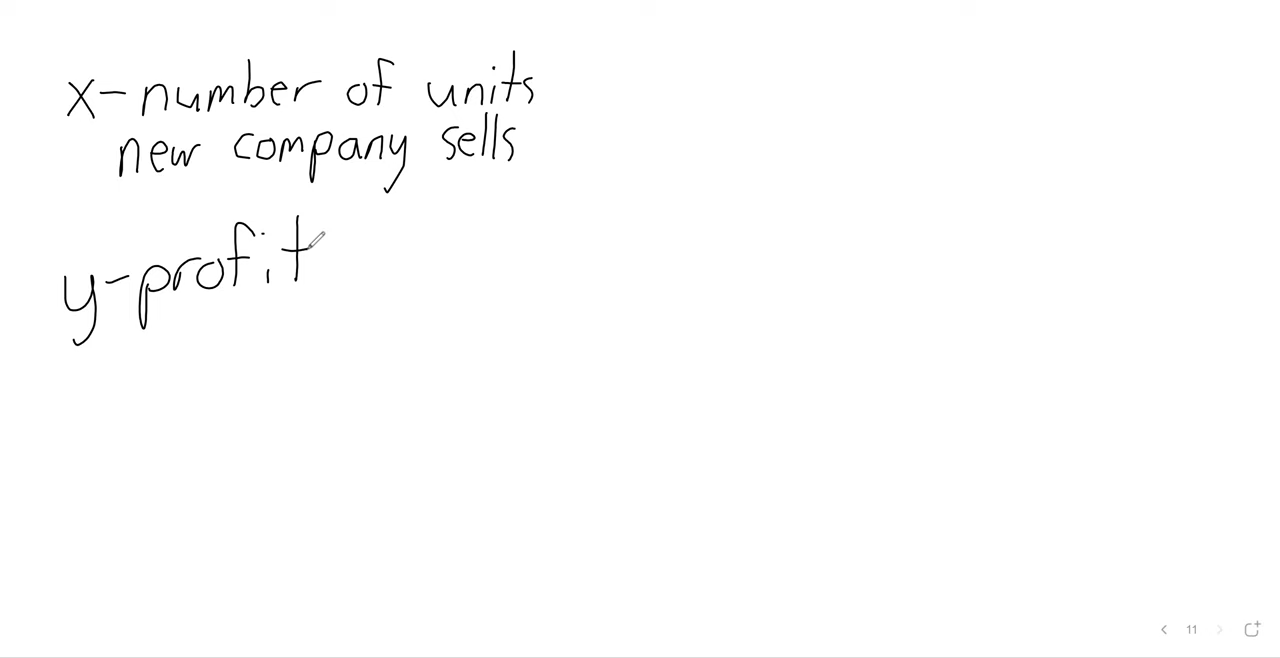 x-number of units
new company sells
y-profit
11